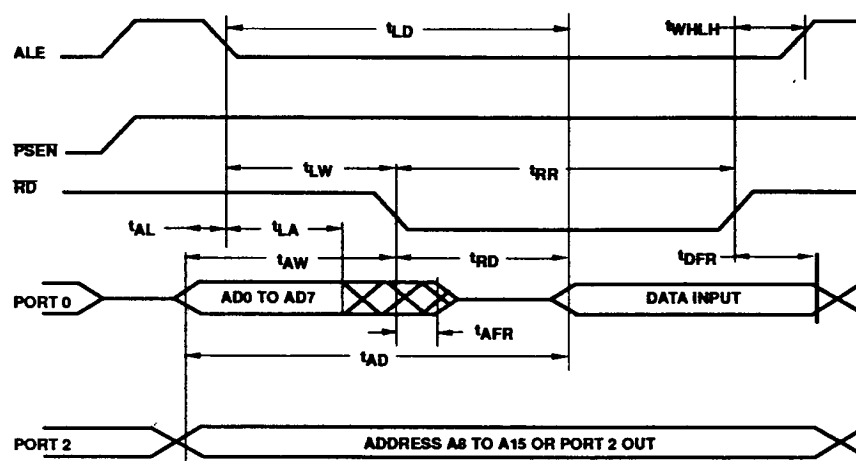 tLD
tWHLH
ALE
PSEN
tLW
tRR
RD
tAL
tLA
tAW
tRD
tDFR
PORT 0
AD0 TO AD7
DATA INPUT
tAFR
tAD
PORT 2
ADDRESS A8 TO A15 OR PORT 2 OUT